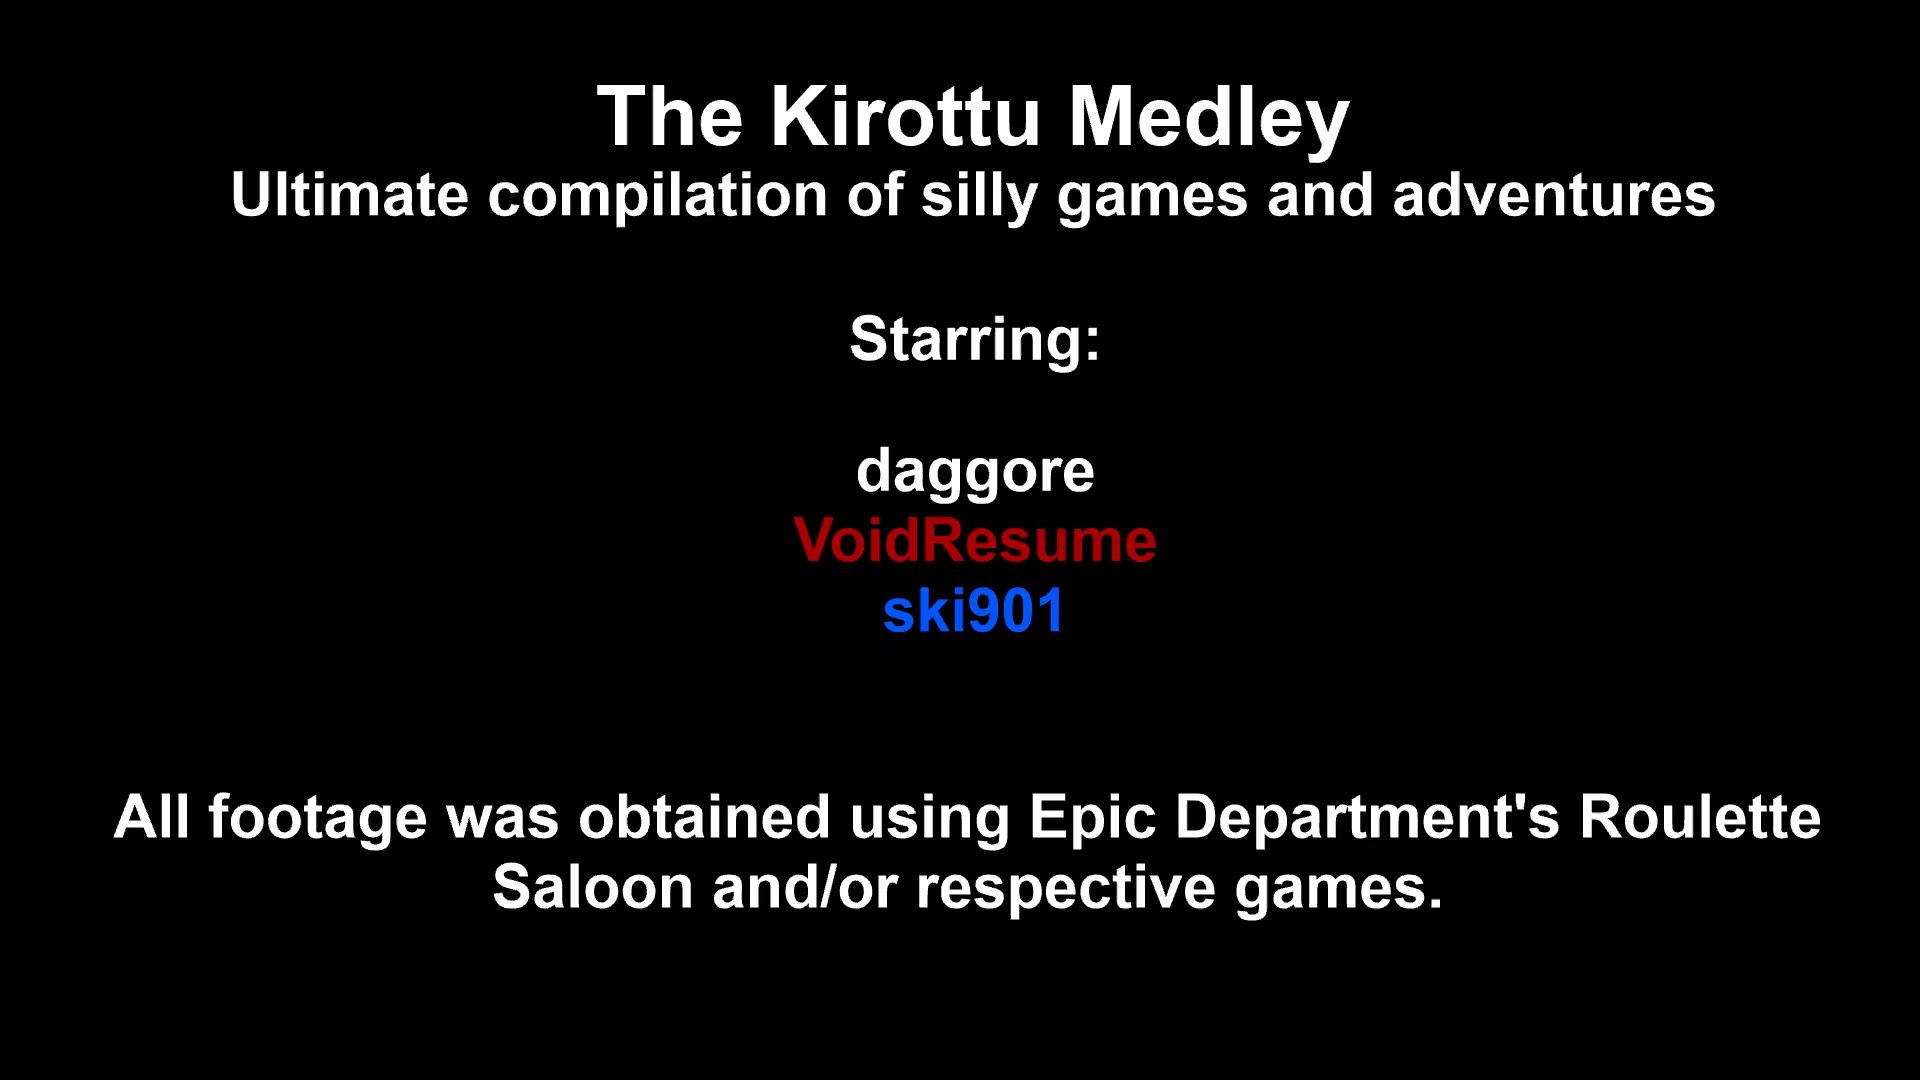 The Kirottu Medley
Ultimate compilation of silly games and adventures
Starring:
daggore
VoidResume
ski901
All footage was obtained using Epic Department's Roulette
Saloon and/or respective games.